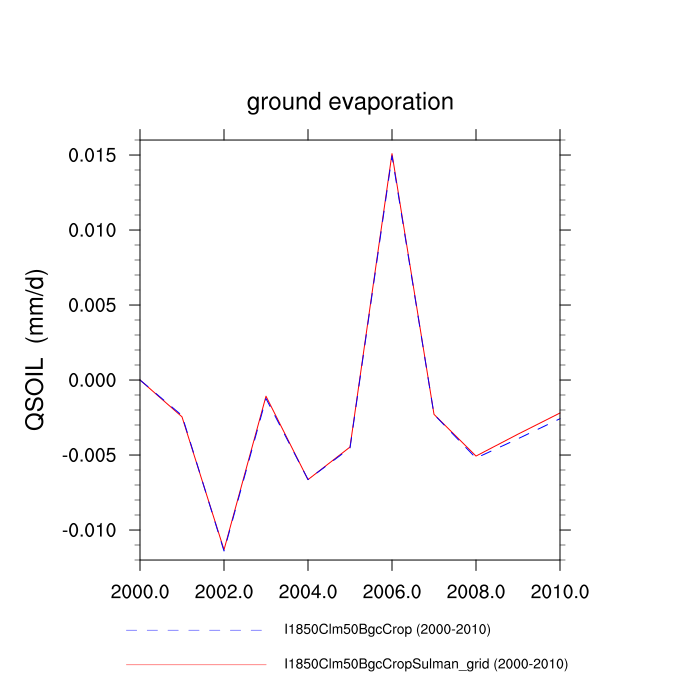 ground evaporation
0.015
0.010
0.005
0.000
-0.005
-0.010
QSOIL (mm/d)
2000.0 2002.0 2004.0 2006.0 2008.0 2010.0
I1850Clm50BgcCrop (2000-2010)
I1850Clm50BgcCropSulman_grid (2000-2010)